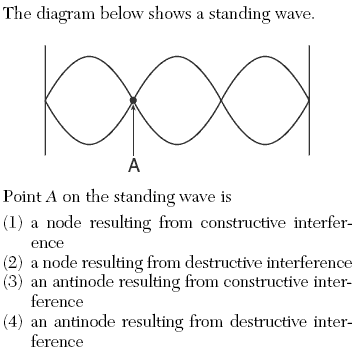 The diagram below shows a standing wave.
A
Point A on the standing wave is
(1) a node resulting from constructive interfer-
ence
(2) a node resulting from destructive interference
(3) an antinode resulting from constructive inter-
ference
(4) an antinode resulting from destructive inter-
ference